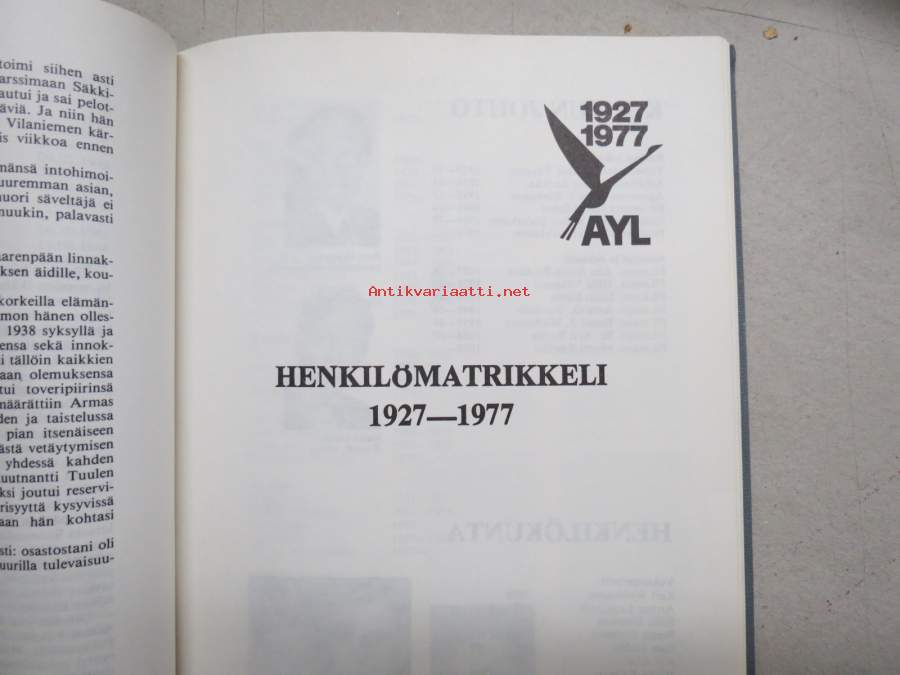 toimi siihen asti
arssimaan Säkki-
autui ja sai pelot-
äviä. Ja niin hän
Vilaniemen kär-
is viikkoa ennen
mänsä intohimoi-
uuremman asian,
nuori säveltäjä ei
muukin, palavasti
aarenpään linnak-
ksen äidille, kou-
korkeilla elämän-
mon hänen olles-
1938 syksyllä ja
ensa sekä innok-
i tällöin kaikkien
aan olemuksensa
tui toveripiirinsä
määrättiin Armas
den ja taistelussa
pian itsenäiseen
ästä vetäytymisen
yhdessä kahden
uutnantti Tuulen
ksi joutui reservi-
risyyttä kysyvissä
aan hän kohtasi
sti: osastostani oli
uurilla tulevaisuu-
1927
1977
AYL
Antikvariaatti.net
HENKILÖMATRIKKELI
1927—1977
HENKILÖKUNTA